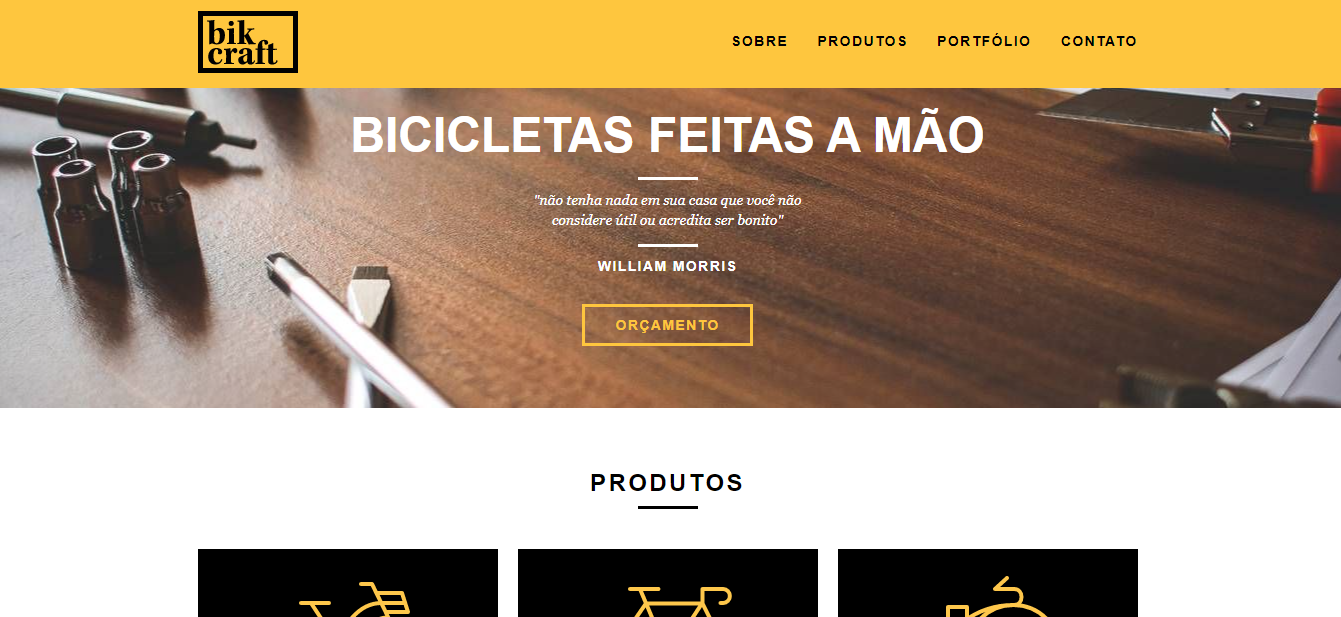 bik
craft
SOBRE PRODUTOS PORTFÓLIO CONTATO
BICICLETAS FEITAS A MÃO
"não tenha nada em sua casa que você não
considere útil ou acredita ser bonito"
WILLIAM MORRIS
ORÇAMENTO
PRODUTOS